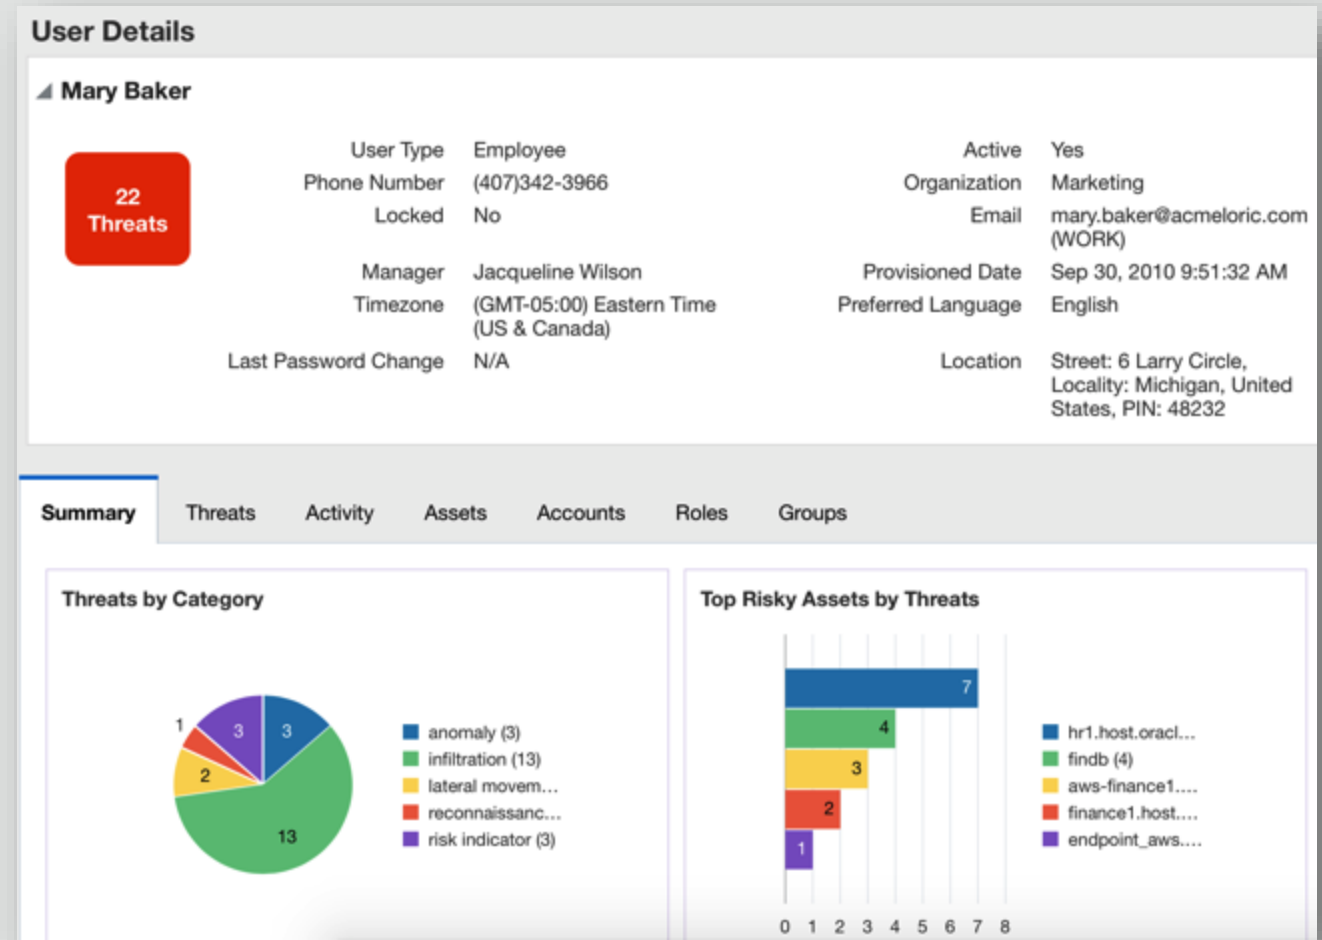 User Details
Mary Baker
22
Threats
User Type Employee
Phone Number (407)342-3966
Locked No
Manager Jacqueline Wilson
Timezone (GMT-05:00) Eastern Time
(US & Canada)
Last Password Change N/A
Active Yes
Organization Marketing
Email mary.baker@acmeloric.com
(WORK)
Provisioned Date Sep 30, 2010 9:51:32 AM
Preferred Language English
Location Street: 6 Larry Circle,
Locality: Michigan, United
States, PIN: 48232
Summary Threats Activity Assets Accounts Roles Groups
Threats by Category
1
3
3
2
13
anomaly (3)
infiltration (13)
lateral movem...
reconnaissanc...
risk indicator (3)
Top Risky Assets by Threats
7
4
3
2
1
0 1 2 3 4 5 6 7 8
hr1.host.oracl...
findb (4)
aws-finance1....
finance1.host....
endpoint_aws....